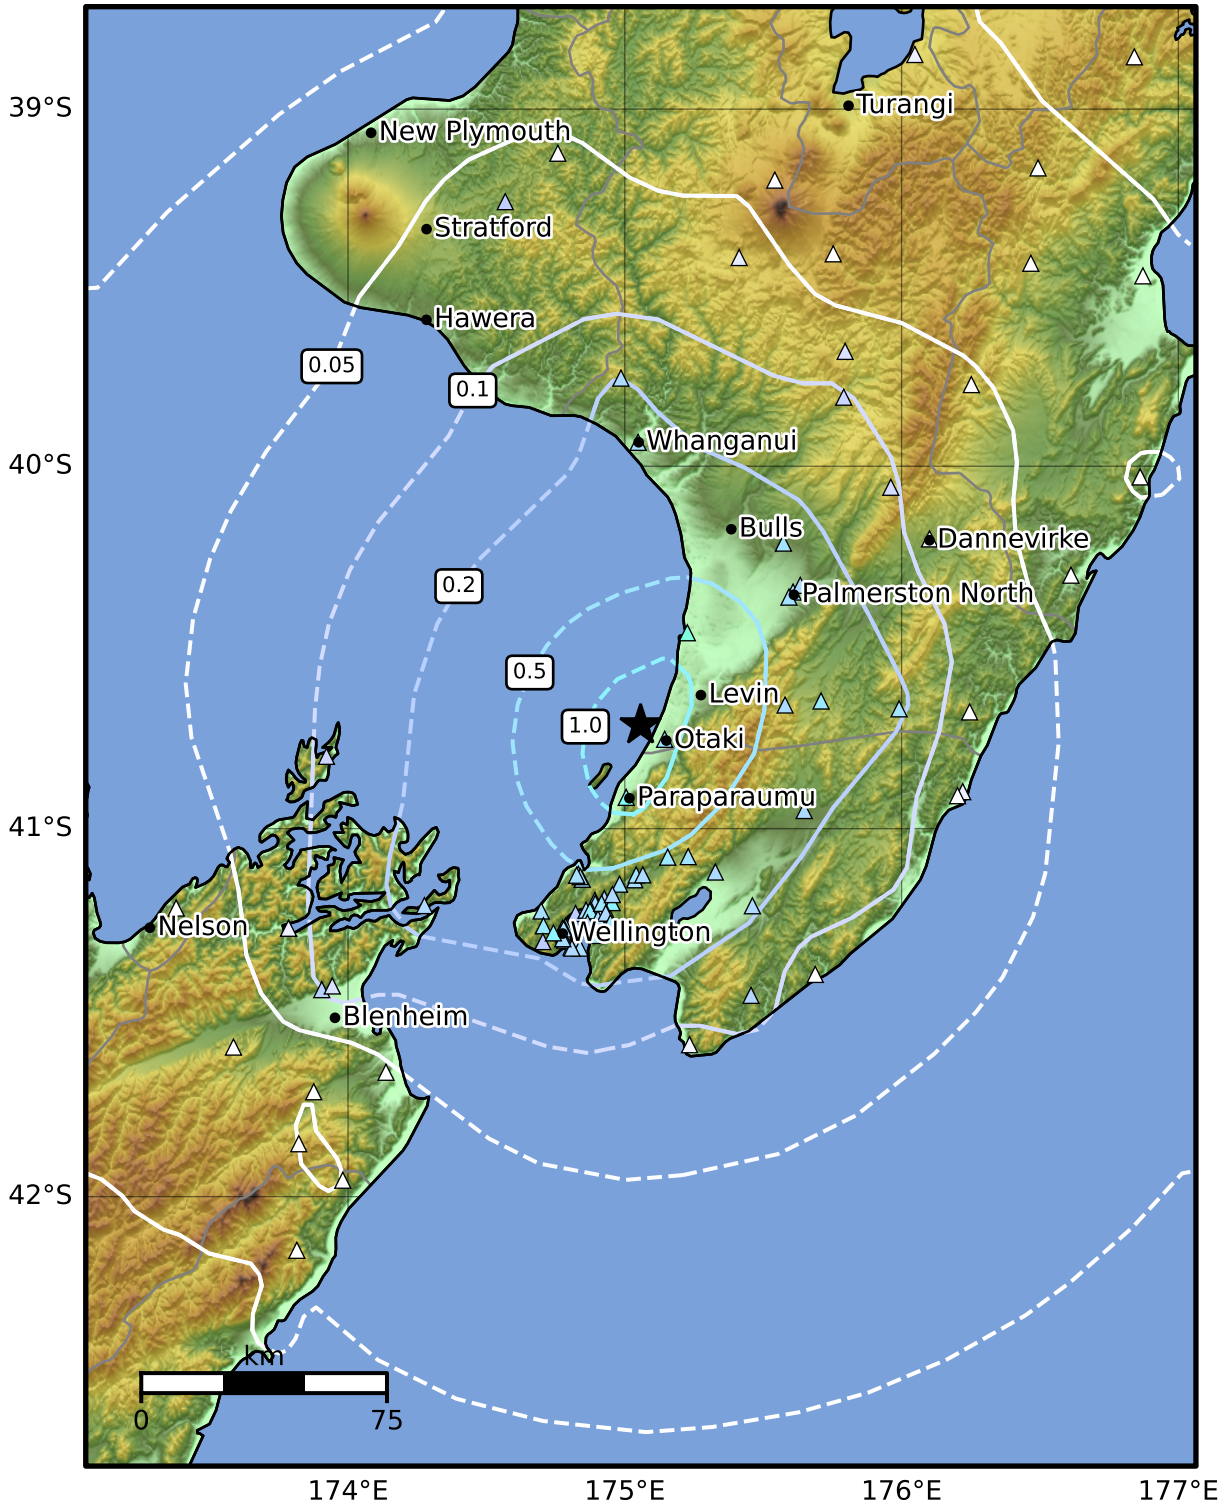 Turangi
39°S
New Plymouth
Stratford
Hawera
0.05
0.1
Whanganui
40°S
Bulls
Dannevirke
0.2
Palmerston North
0.5
Levin
1.0
Otaki
Paraparaumu
41°S
Nelson
Wellington
Blenheim
42°S
km
0 75
174°E 175°E 176°E 177°E